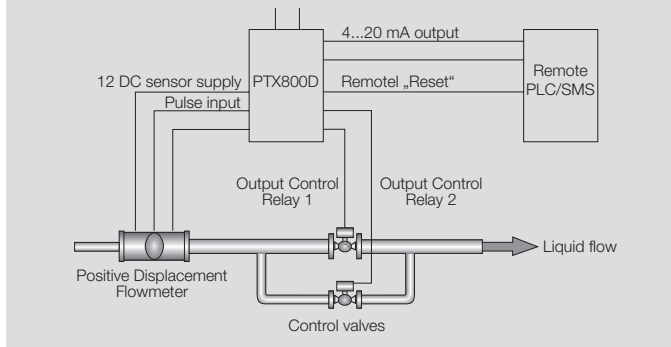 4...20 mA output
12 DC sensor supply
PTX800D
Remotel „Reset“
Remote
PLC/SMS
Pulse input
Output Control
Relay 1
Output Control
Relay 2
Liquid flow
Positive Displacement
Flowmeter
Control valves